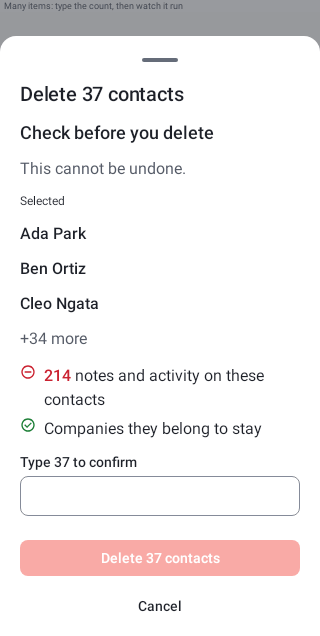 Many items: type the count, then watch it run
Delete 37 contacts
Check before you delete
This cannot be undone.
Selected
Ada Park
Ben Ortiz
Cleo Ngata
+34 more
214 notes and activity on these
contacts
Companies they belong to stay
Type 37 to confirm
Delete 37 contacts
Cancel